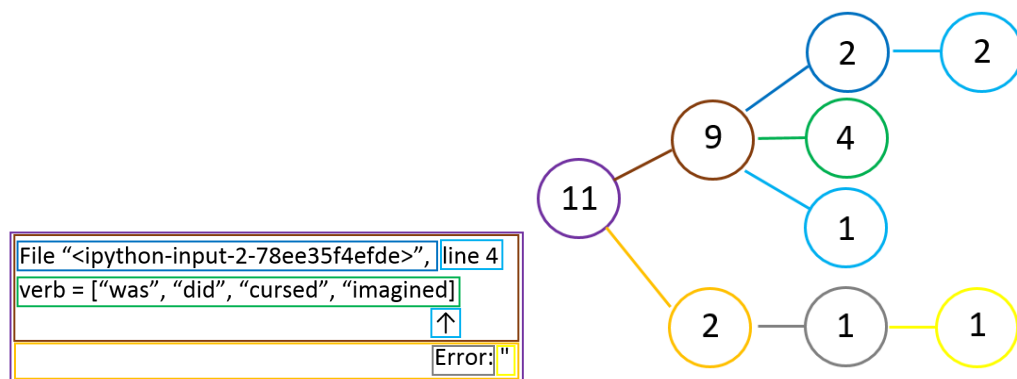 File “<ipython-input-2-78ee35f4efde>”, line 4
verb = [“was”, “did”, “cursed”, “imagined]
↑
Error: "
2 2
9 4
11 1
2 1 1